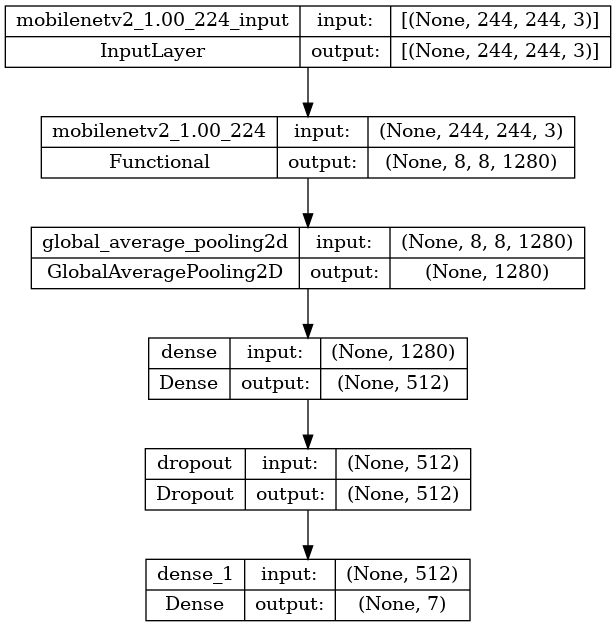 mobilenetv2_1.00_224_input input: [(None, 244, 244, 3)]
InputLayer output: [(None, 244, 244, 3)]
mobilenetv2_1.00_224 input: (None, 244, 244, 3)
Functional output: (None, 8, 8, 1280)
global_average_pooling2d input: (None, 8, 8, 1280)
GlobalAveragePooling2D output: (None, 1280)
dense input: (None, 1280)
Dense output: (None, 512)
dropout input: (None, 512)
Dropout output: (None, 512)
dense_1 input: (None, 512)
Dense output: (None, 7)